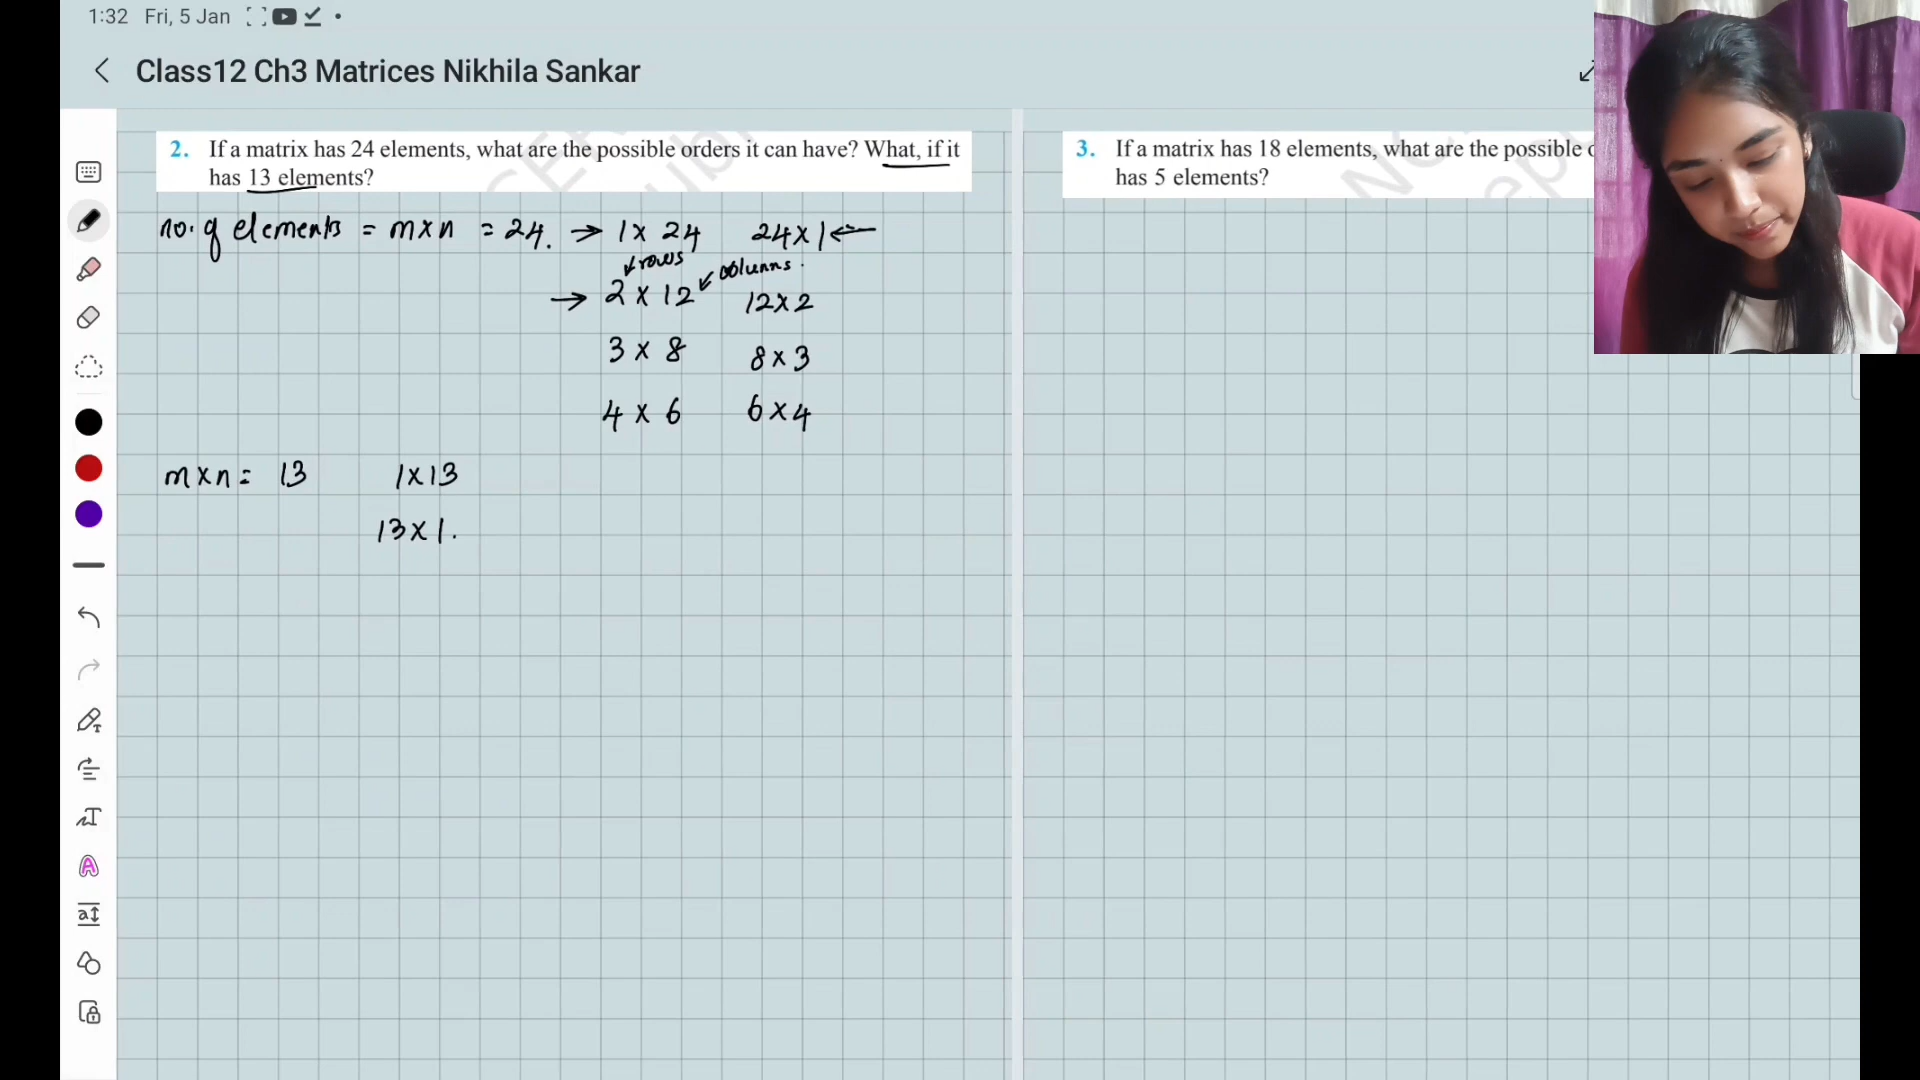 1:32 Fri, 5 Jan
Class12 Ch3 Matrices Nikhila Sankar
2. If a matrix has 24 elements, what are the possible orders it can have? What, if it
has 13 elements?
no. of elements = m×n = 24. → 1 × 24 24×1 ←
↓ rows ↙ columns.
→ 2 × 12 12×2
3 × 8 8 × 3
4 × 6 6 × 4
m×n = 13 1×13
13×1.
3. If a matrix has 18 elements, what are the possible
has 5 elements?